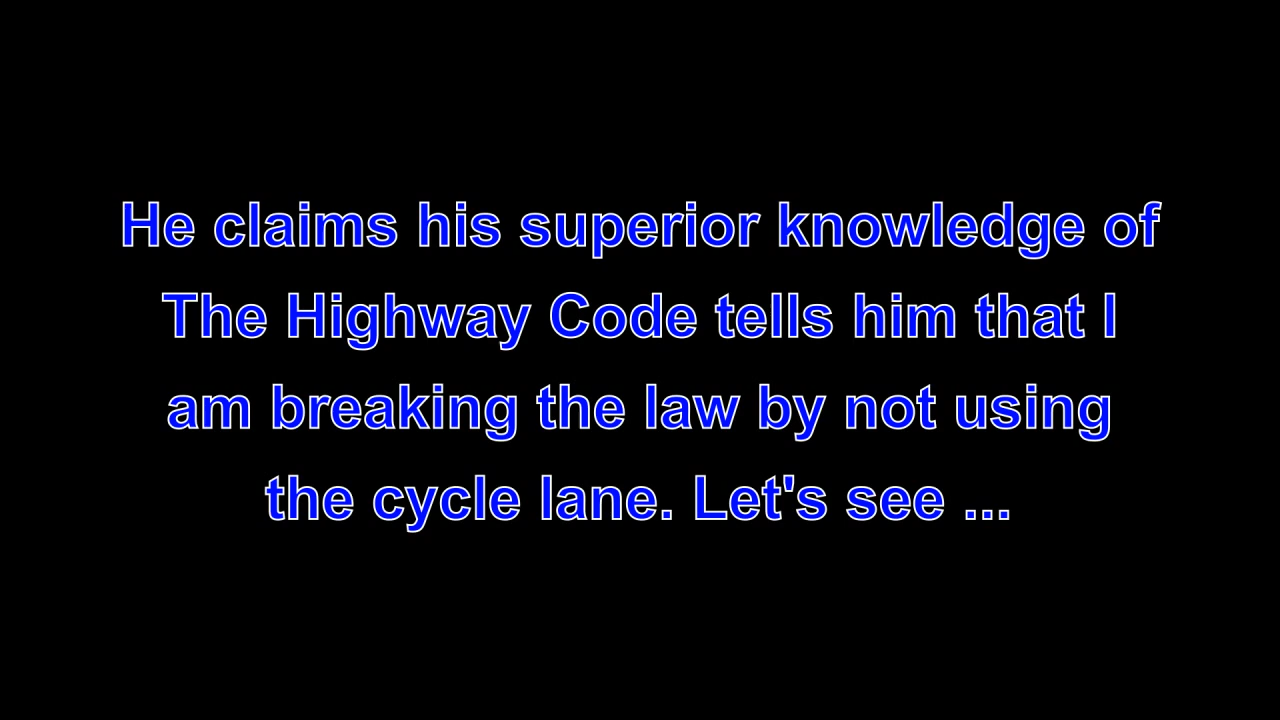 He claims his superior knowledge of
The Highway Code tells him that I
am breaking the law by not using
the cycle lane. Let's see ...